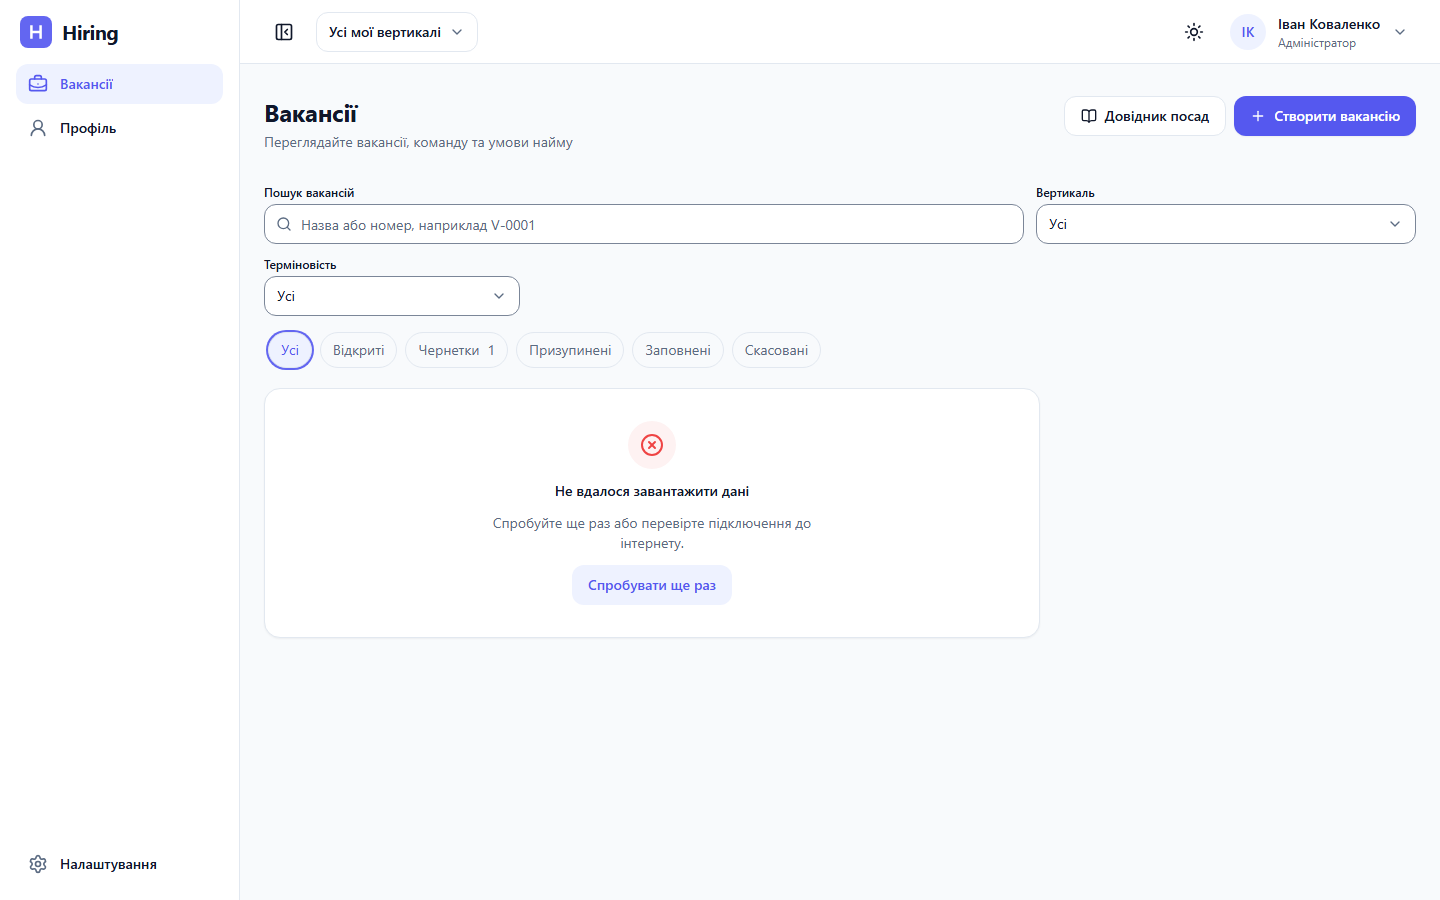 H Hiring
Усі мої вертикалі
ІК
Іван Коваленко
Адміністратор
Вакансії
Профіль
Налаштування
Вакансії
Переглядайте вакансії, команду та умови найму
Довідник посад
Створити вакансію
Пошук вакансій
Назва або номер, наприклад V-0001
Вертикаль
Усі
Терміновість
Усі
Усі Відкриті Чернетки 1 Призупинені Заповнені Скасовані
Не вдалося завантажити дані
Спробуйте ще раз або перевірте підключення до
інтернету.
Спробувати ще раз